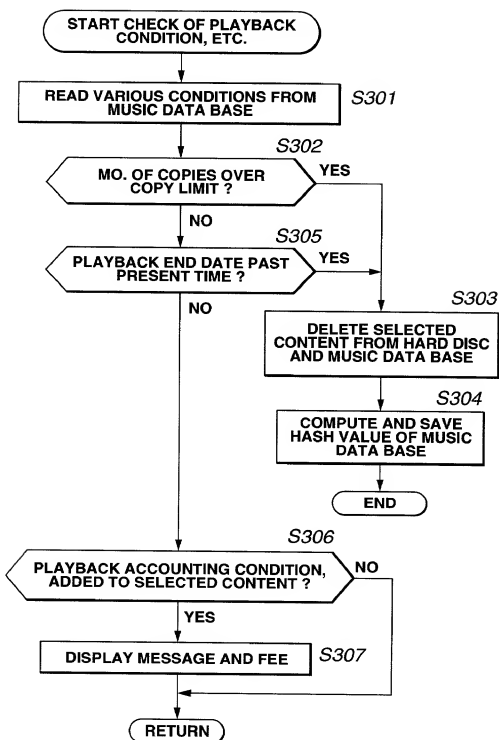 START CHECK OF PLAYBACK
CONDITION, ETC.
READ VARIOUS CONDITIONS FROM
MUSIC DATA BASE
S301
S302
MO. OF COPIES OVER
COPY LIMIT ?
YES
NO
S305
PLAYBACK END DATE PAST
PRESENT TIME ?
YES
NO
S303
DELETE SELECTED
CONTENT FROM HARD DISC
AND MUSIC DATA BASE
S304
COMPUTE AND SAVE
HASH VALUE OF MUSIC
DATA BASE
END
S306
PLAYBACK ACCOUNTING CONDITION,
ADDED TO SELECTED CONTENT ?
NO
YES
DISPLAY MESSAGE AND FEE
S307
RETURN